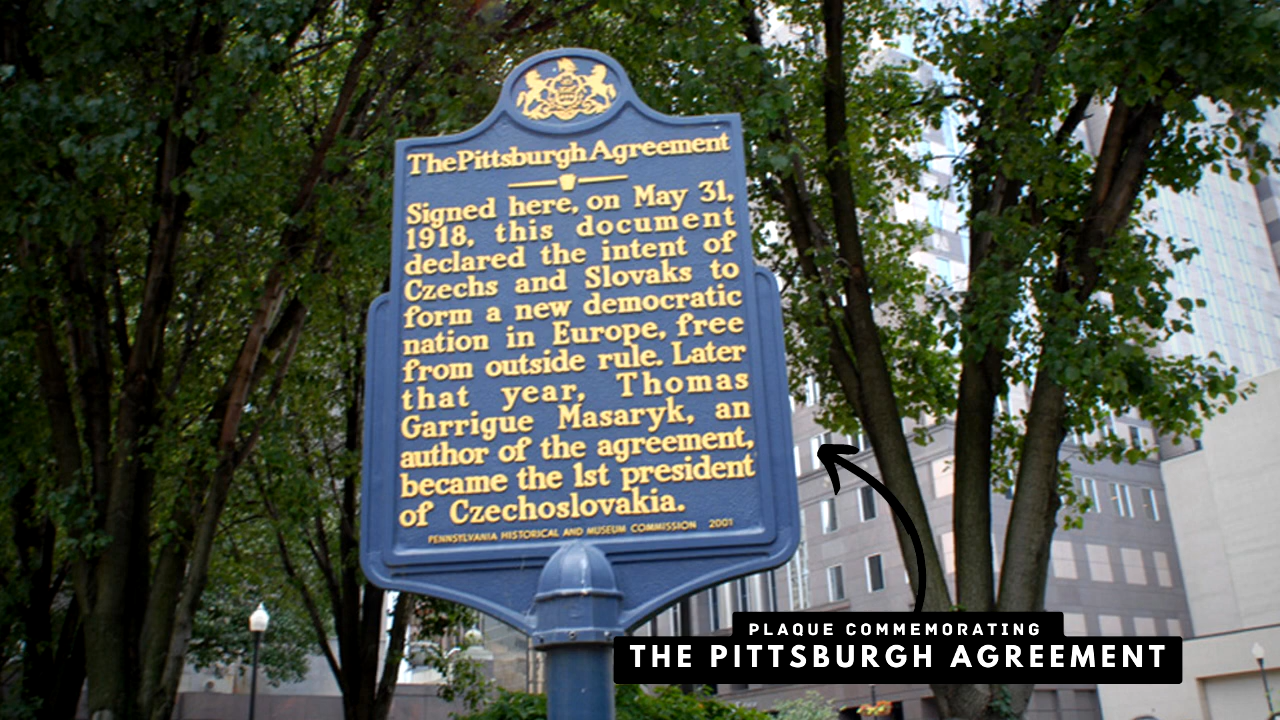 The Pittsburgh Agreement
Signed here, on May 31,
1918, this document
declared the intent of
Czechs and Slovaks to
form a new democratic
nation in Europe, free
from outside rule. Later
that year, Thomas
Garrigue Masaryk, an
author of the agreement,
became the 1st president
of Czechoslovakia.
PENNSYLVANIA HISTORICAL AND MUSEUM COMMISSION 2001
PLAQUE COMMEMORATING
THE PITTSBURGH AGREEMENT